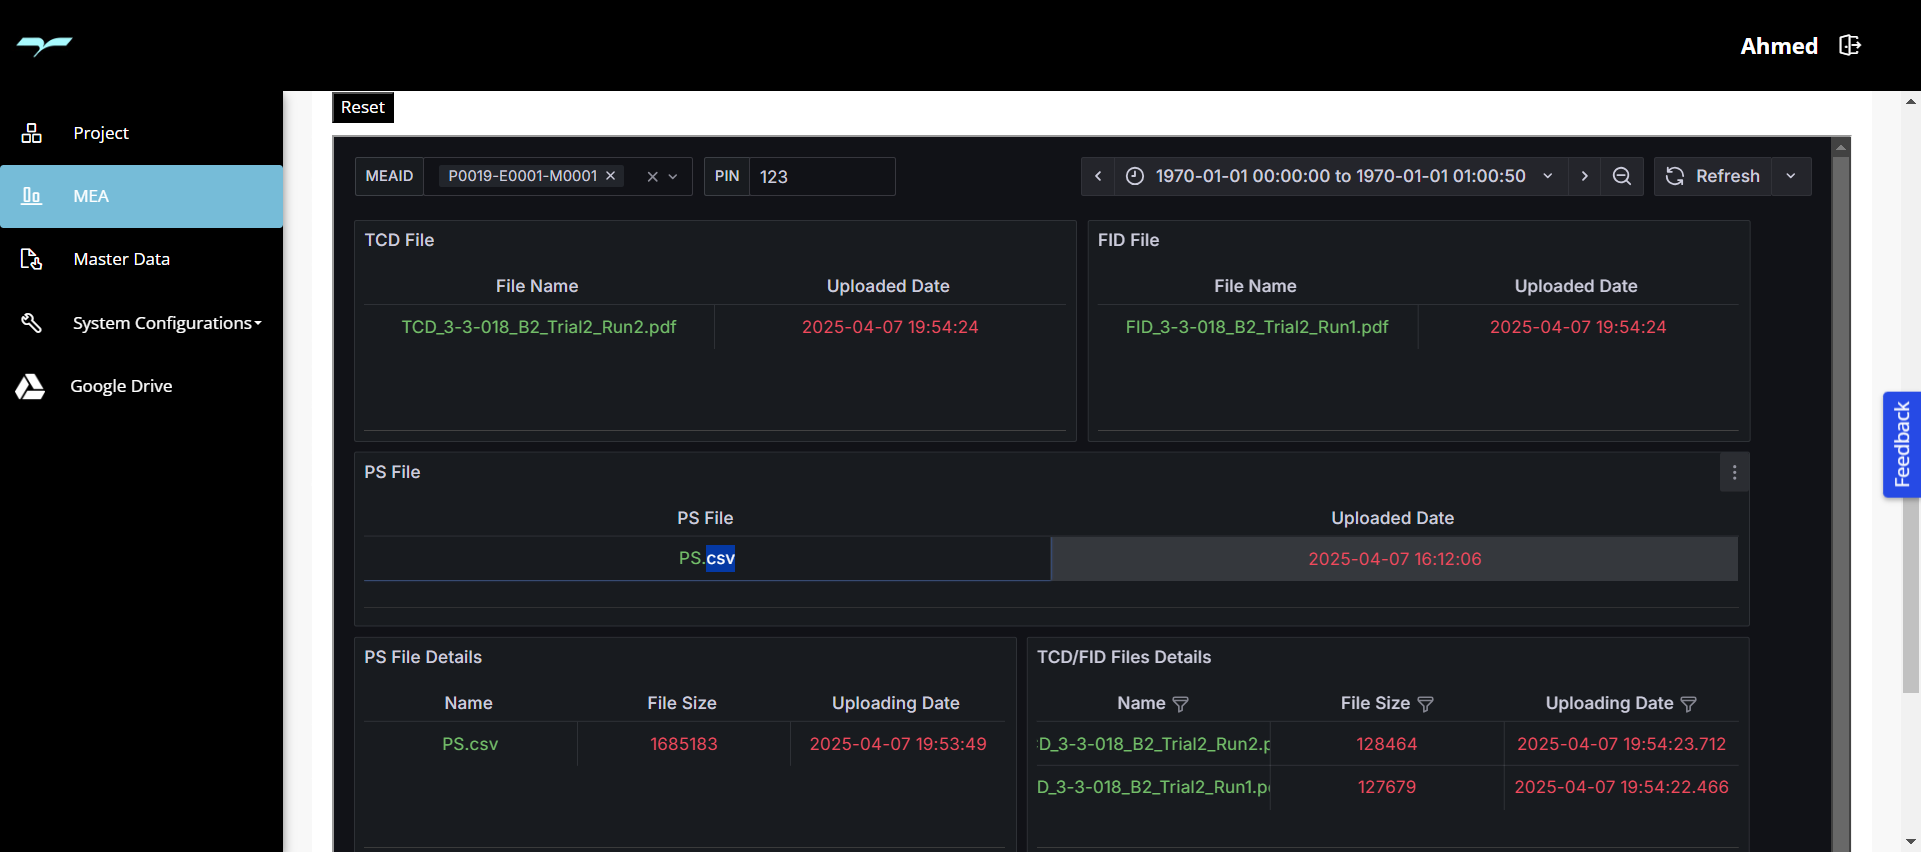 Ahmed
Project
MEA
Master Data
System Configurations
Google Drive
Reset
MEAID P0019-E0001-M0001 PIN 123 1970-01-01 00:00:00 to 1970-01-01 01:00:50 Refresh
TCD File
File Name Uploaded Date
TCD_3-3-018_B2_Trial2_Run2.pdf 2025-04-07 19:54:24
FID File
File Name Uploaded Date
FID_3-3-018_B2_Trial2_Run1.pdf 2025-04-07 19:54:24
PS File
PS File Uploaded Date
PS.csv 2025-04-07 16:12:06
PS File Details
Name File Size Uploading Date
PS.csv 1685183 2025-04-07 19:53:49
TCD/FID Files Details
Name File Size Uploading Date
D_3-3-018_B2_Trial2_Run2.p 128464 2025-04-07 19:54:23.712
D_3-3-018_B2_Trial2_Run1.p 127679 2025-04-07 19:54:22.466
Feedback